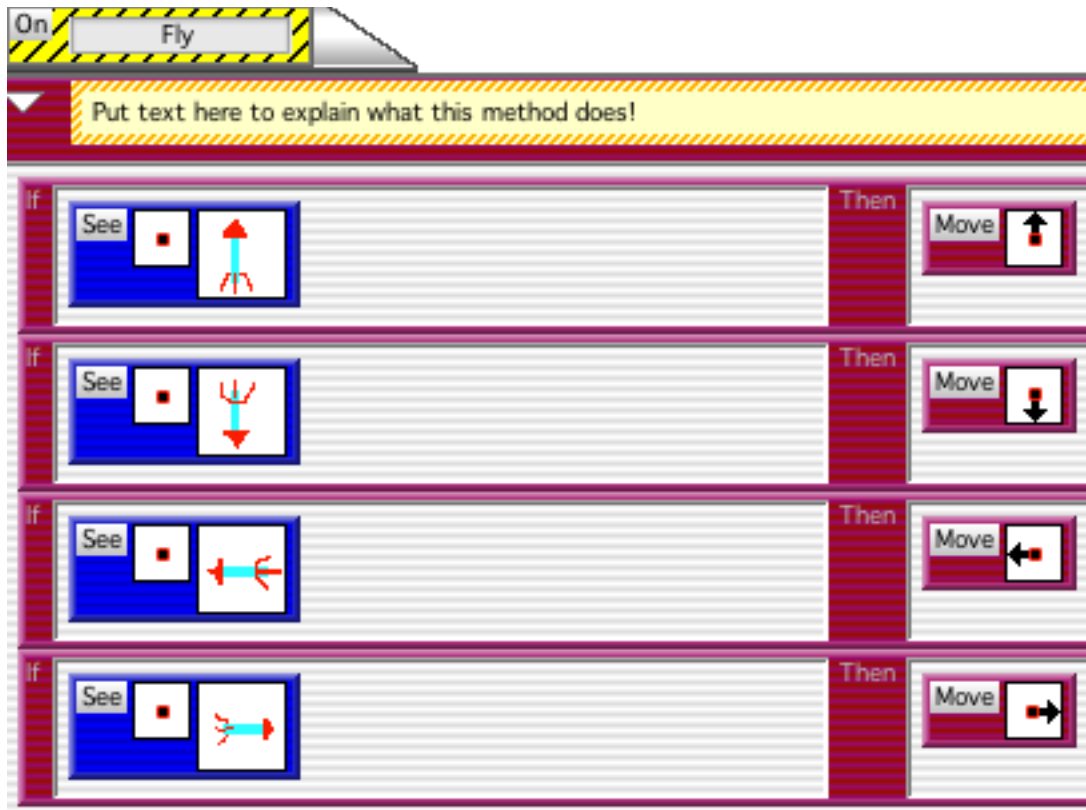 On Fly
Put text here to explain what this method does!
If See Then Move
If See Then Move
If See Then Move
If See Then Move